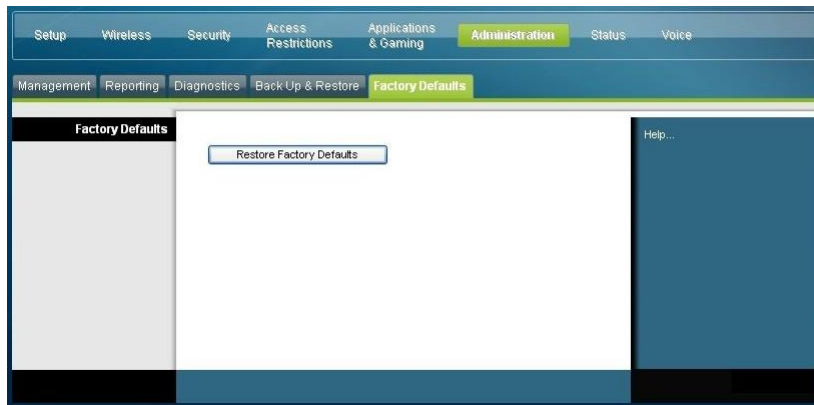 Setup Wireless Security Access Restrictions Applications & Gaming Administration Status Voice
Management Reporting Diagnostics Back Up & Restore Factory Defaults
Factory Defaults
Restore Factory Defaults
Help...